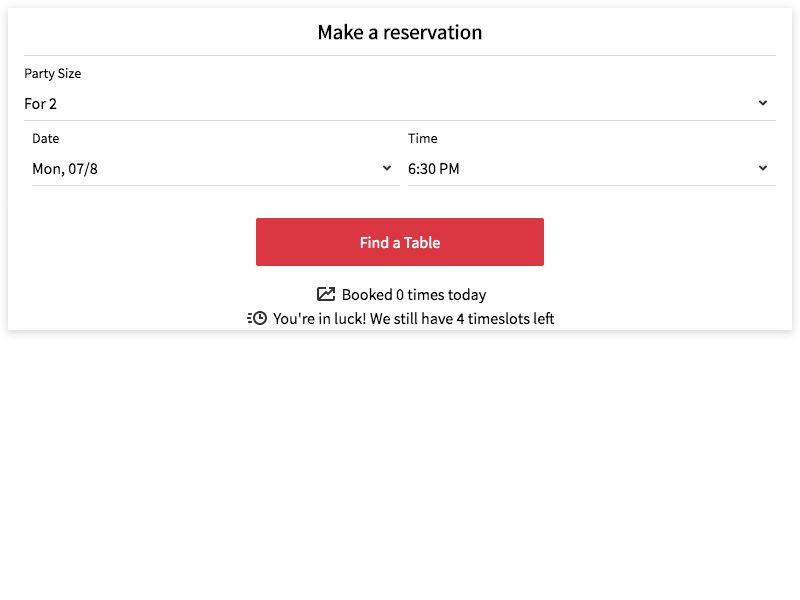 Make a reservation
Party Size
For 2
Date
Time
Mon, 07/8
6:30 PM
Find a Table
Booked 0 times today
You're in luck! We still have 4 timeslots left